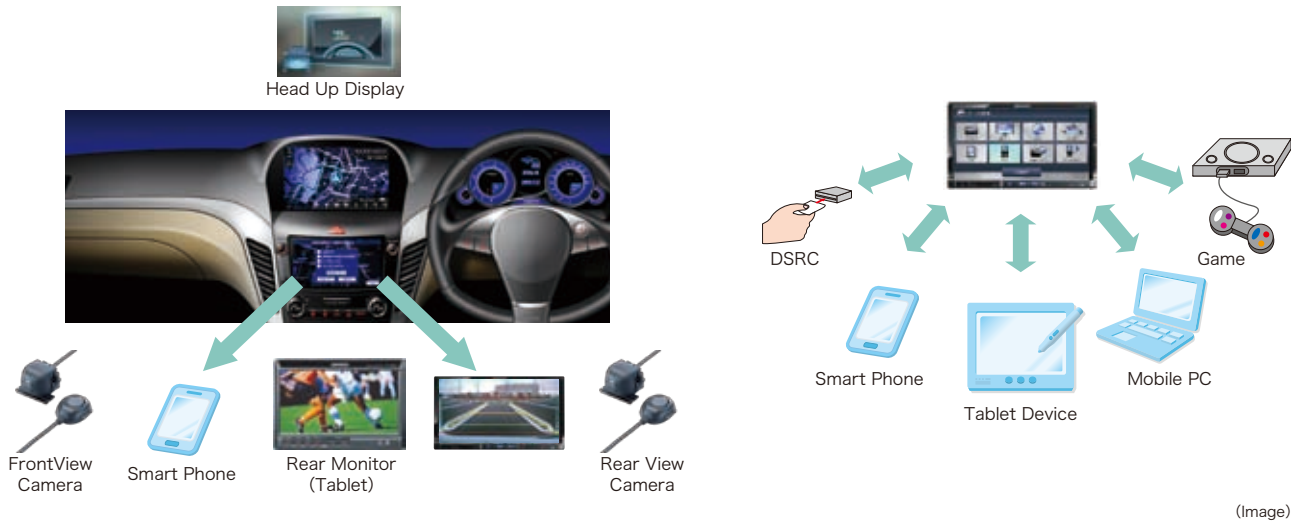 Head Up Display
FrontView
Camera
Smart Phone
Rear Monitor
(Tablet)
Rear View
Camera
DSRC
Game
Smart Phone
Mobile PC
Tablet Device
(Image)